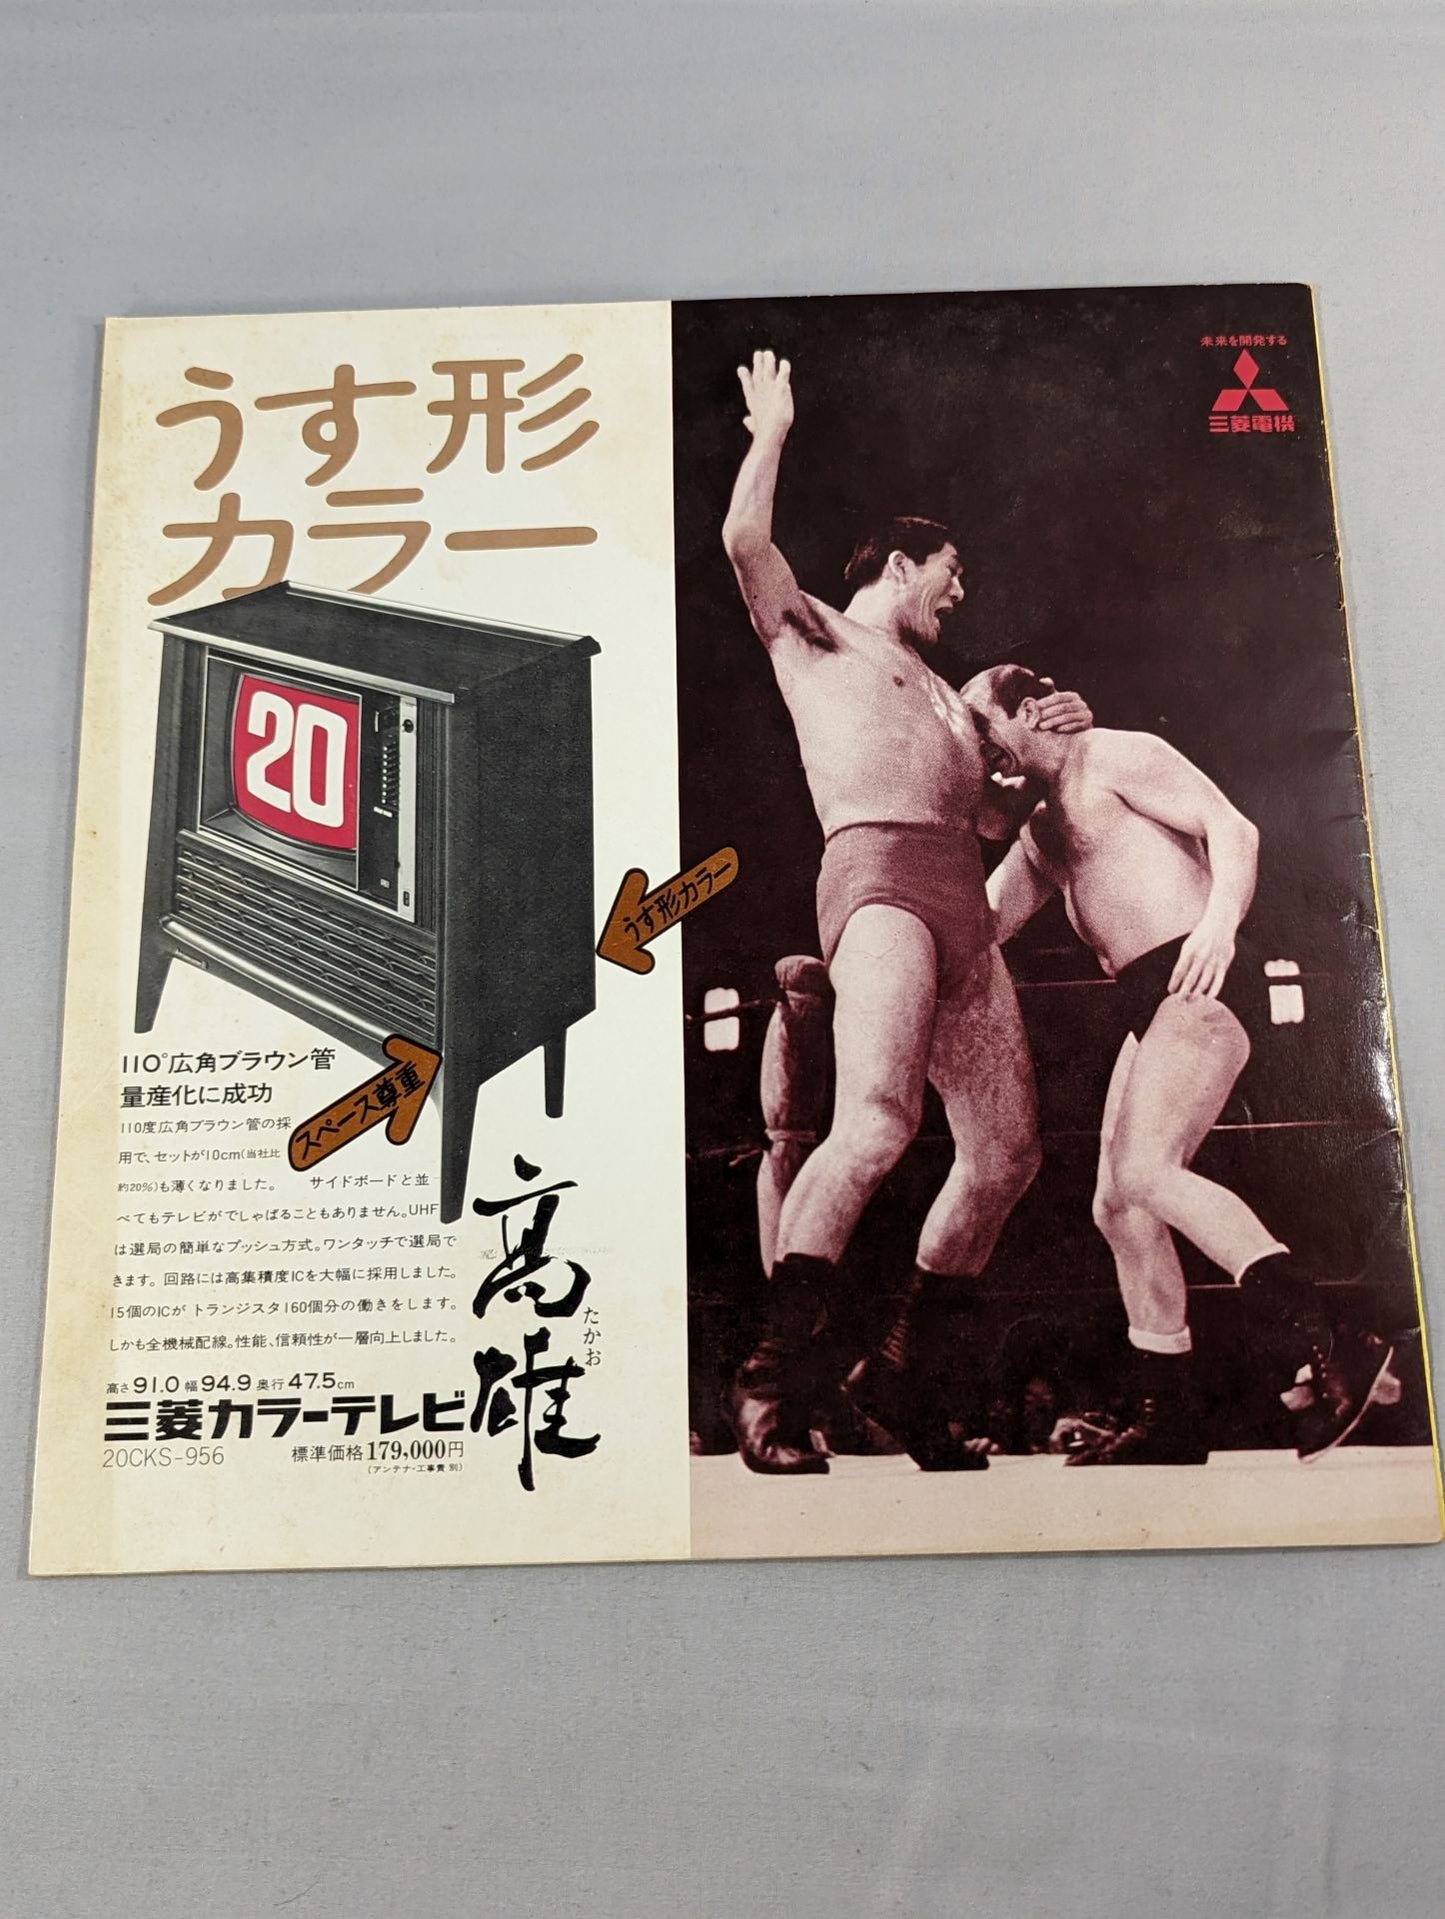 うす形
カラー
20
うす形カラー
スペース尊重
110°広角ブラウン管
量産化に成功
110度広角ブラウン管の採
用で、セットが10cm(当社比
約20%)も薄くなりました。 サイドボードと並
べてもテレビがでしゃばることもありません。UHF
は選局の簡単なプッシュ方式。ワンタッチで選局で
きます。回路には高集積度ICを大幅に採用しました。
15個のICがトランジスタ160個分の働きをします。
しかも全機械配線。性能、信頼性が一層向上しました。
高さ91.0 幅94.9 奥行47.5cm
三菱カラーテレビ
高雄
たかお
20CKS-956 標準価格179,000円
(アンテナ・工事費別)
未来を開発する
三菱電機